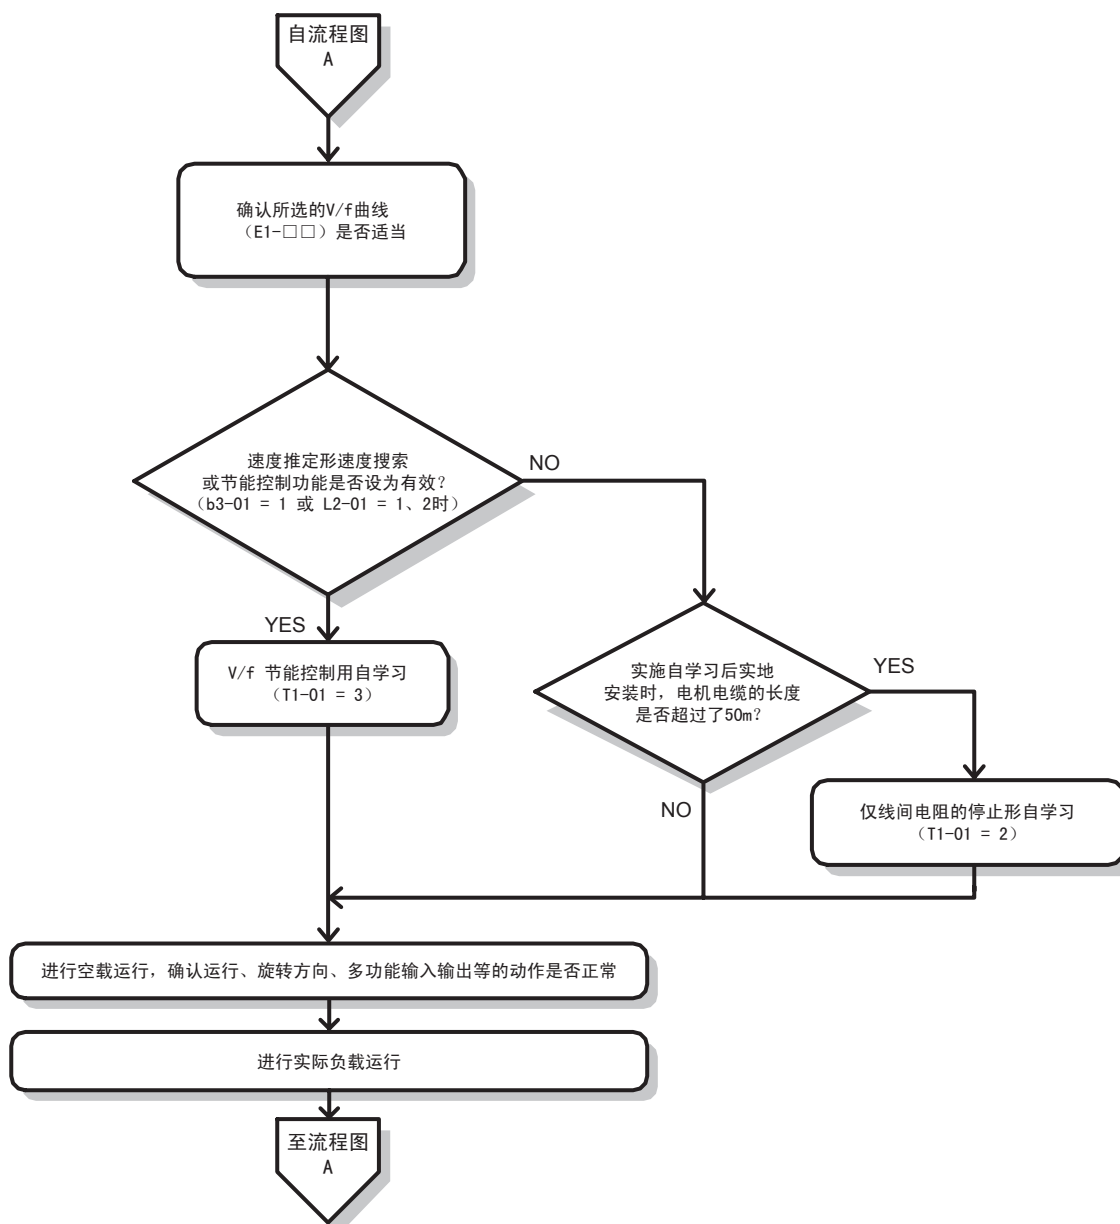 自流程图
A
确认所选的V/f曲线
（E1-□□）是否适当
速度推定形速度搜索
或节能控制功能是否设为有效？
（b3-01 = 1 或 L2-01 = 1、2时）
NO
YES
V/f 节能控制用自学习
（T1-01 = 3）
实施自学习后实地
安装时，电机电缆的长度
是否超过了50m？
YES
NO
仅线间电阻的停止形自学习
（T1-01 = 2）
进行空载运行，确认运行、旋转方向、多功能输入输出等的动作是否正常
进行实际负载运行
至流程图
A